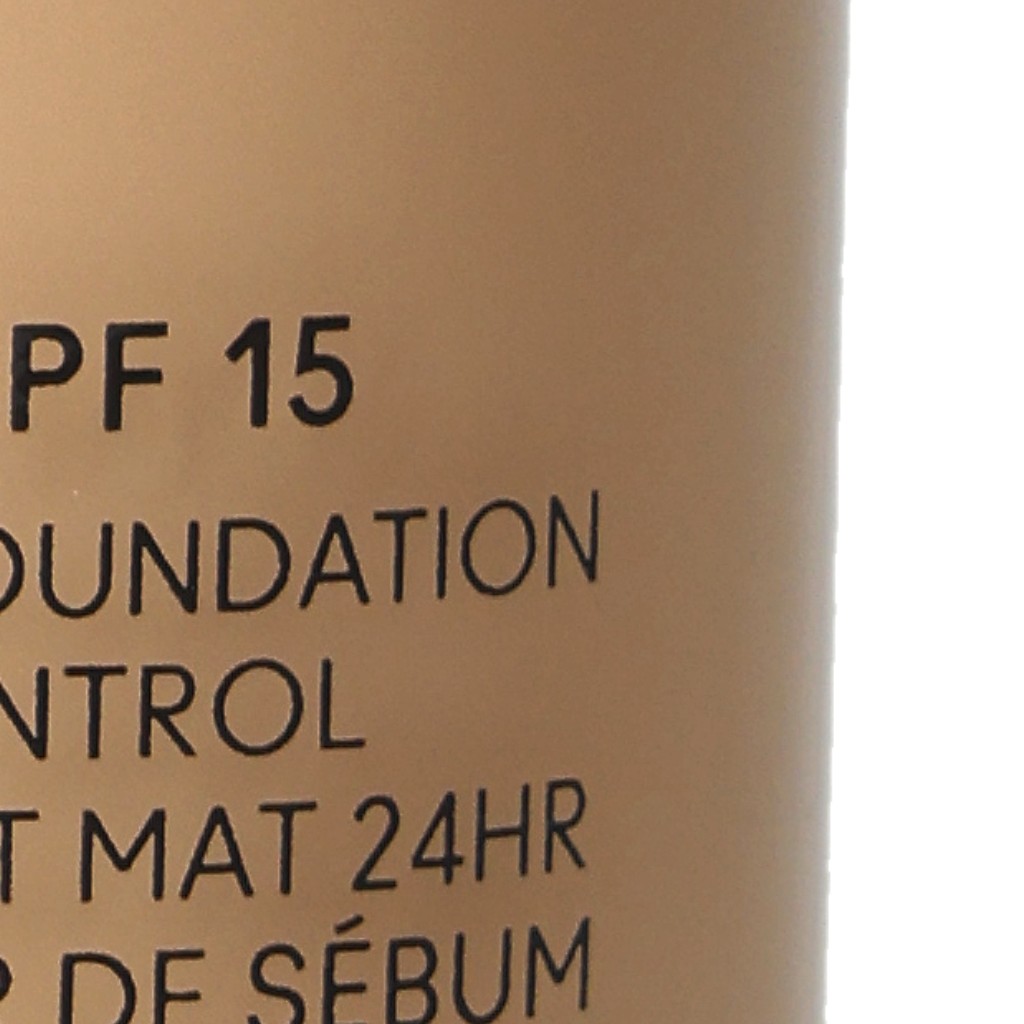 PF 15
OUNDATION
NTROL
T MAT 24HR
DE SÉBUM